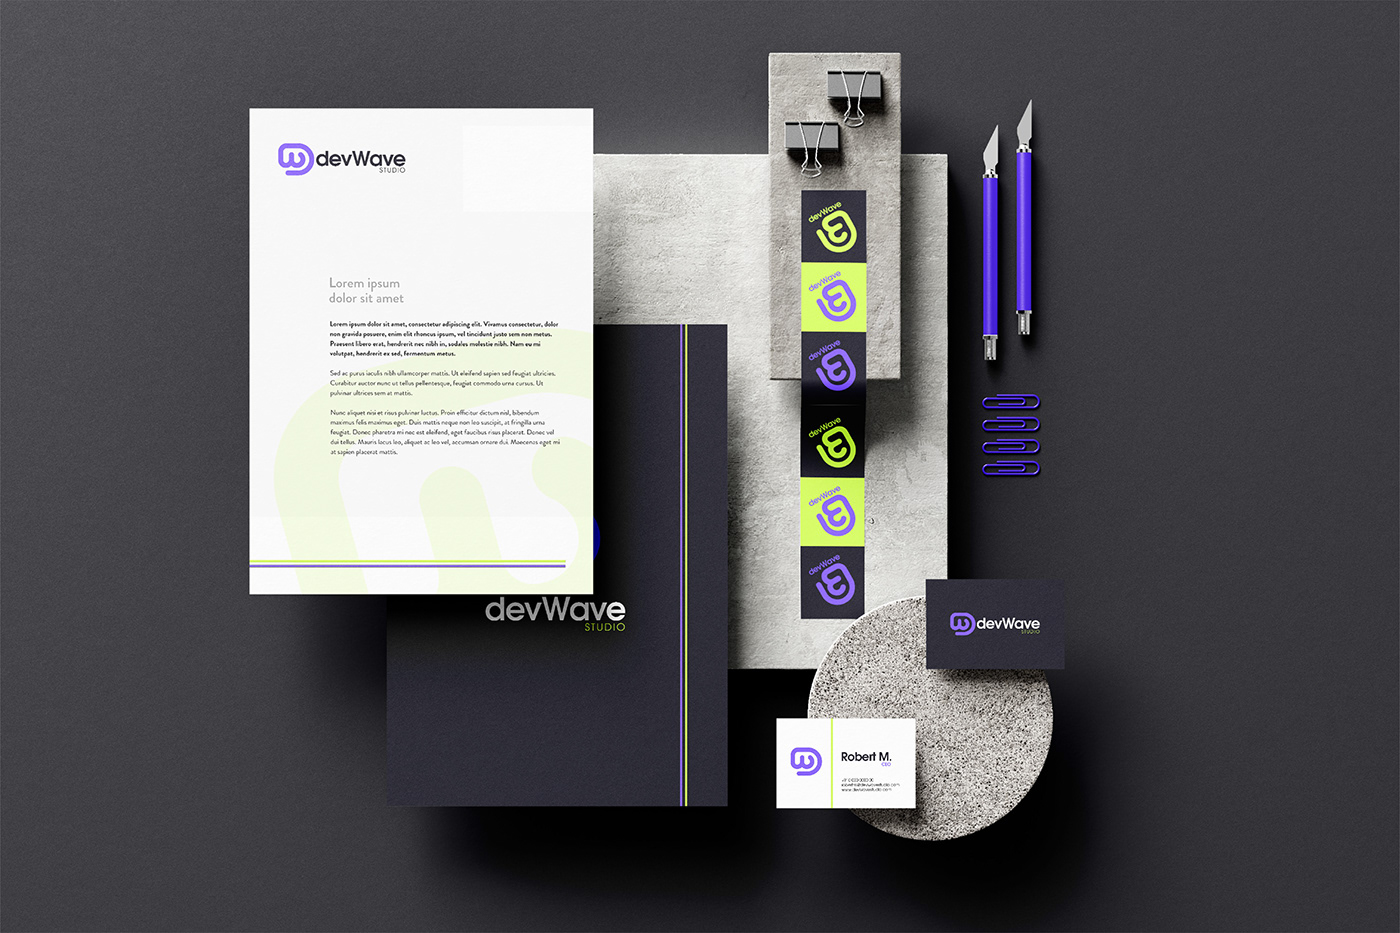 devWave
STUDIO
Lorem ipsum
dolor sit amet
Lorem ipsum dolor sit amet, consectetur adipiscing elit. Vivamus consectetur, dolor
non gravida posuere, enim elit rhoncus ipsum, vel tincidunt justo sem non metus.
Praesent libero erat, hendrerit nec nibh in, sodales molestie nibh. Nam eu mi
volutpat, hendrerit ex sed, fermentum metus.
Sed ac purus iaculis nibh ullamcorper mattis. Ut eleifend sapien sed feugiat ultricies.
Curabitur auctor nunc ut tellus pellentesque, feugiat commodo urna cursus. Ut
pulvinar ultrices sem at mattis.
Nunc aliquet nisi et risus pulvinar luctus. Proin efficitur dictum nisl, bibendum
maximus felis maximus eget. Duis mattis neque non leo suscipit, at fringilla urna
feugiat. Donec pharetra mi nec est eleifend, eget faucibus risus placerat. Donec vel
dui tellus. Mauris lacus leo, aliquet ac leo vel, accumsan ornare dui. Maecenas eget mi
at sapien placerat mattis.
devWave
STUDIO
devWave
devWave
devWave
devWave
devWave
devWave
devWave
STUDIO
Robert M.
CEO
www.devwavestudio.com